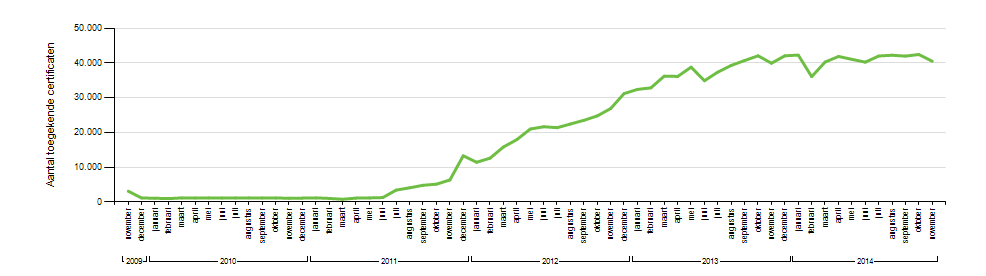 Aantal toegekende certificaten
50.000
40.000
30.000
20.000
10.000
0
november
december
januari
februari
maart
april
mei
juni
juli
augustus
september
oktober
november
december
januari
februari
maart
april
mei
juni
juli
augustus
september
oktober
november
december
januari
februari
maart
april
mei
juni
juli
augustus
september
oktober
november
december
januari
februari
maart
april
mei
juni
juli
augustus
september
oktober
november
december
januari
februari
maart
april
mei
juni
juli
augustus
september
oktober
november
2009
2010
2011
2012
2013
2014